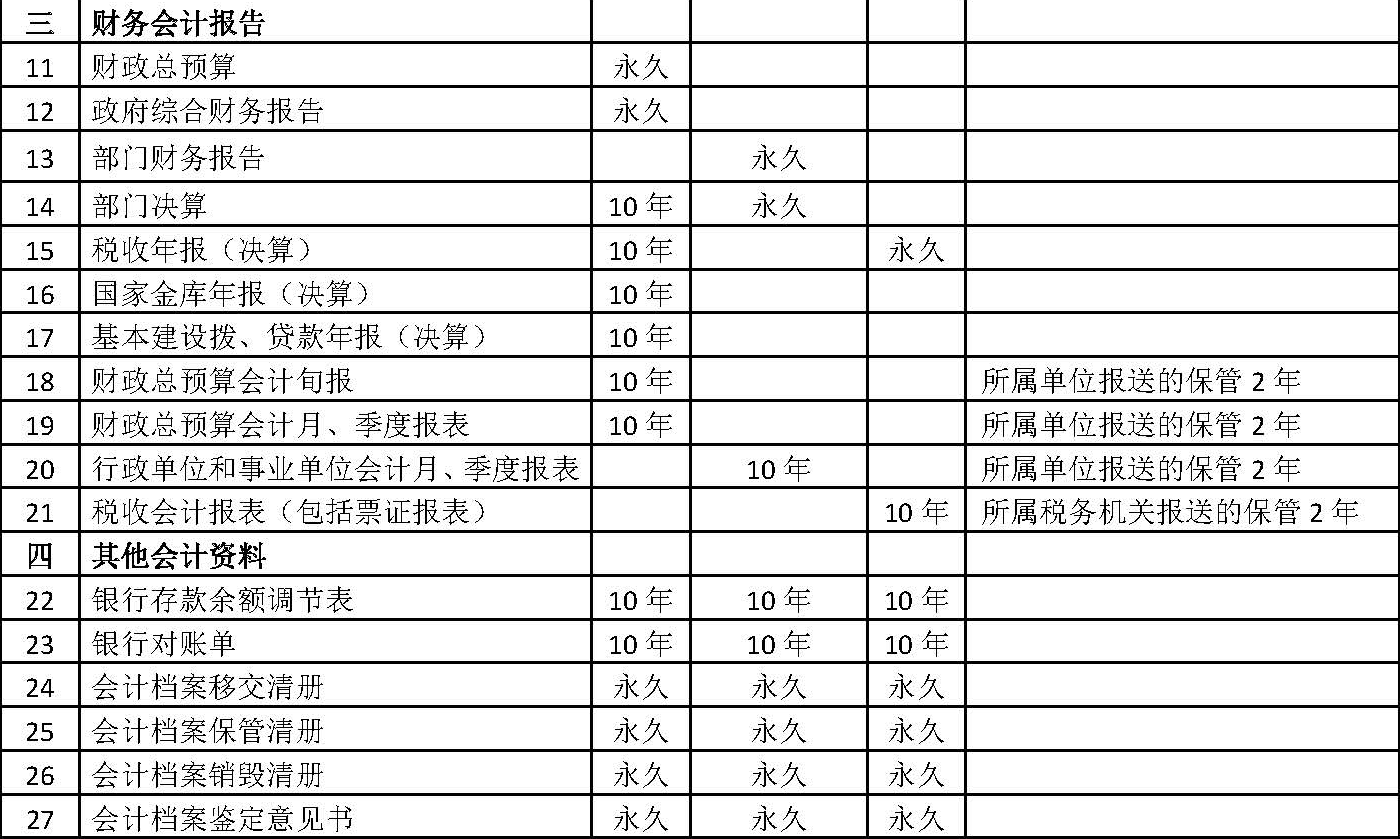 三 财务会计报告
11 财政总预算 永久
12 政府综合财务报告 永久
13 部门财务报告 永久
14 部门决算 10 年 永久
15 税收年报（决算） 10 年 永久
16 国家金库年报（决算） 10 年
17 基本建设拨、贷款年报（决算） 10 年
18 财政总预算会计旬报 10 年 所属单位报送的保管 2 年
19 财政总预算会计月、季度报表 10 年 所属单位报送的保管 2 年
20 行政单位和事业单位会计月、季度报表 10 年 所属单位报送的保管 2 年
21 税收会计报表（包括票证报表） 10 年 所属税务机关报送的保管 2 年
四 其他会计资料
22 银行存款余额调节表 10 年 10 年 10 年
23 银行对账单 10 年 10 年 10 年
24 会计档案移交清册 永久 永久 永久
25 会计档案保管清册 永久 永久 永久
26 会计档案销毁清册 永久 永久 永久
27 会计档案鉴定意见书 永久 永久 永久